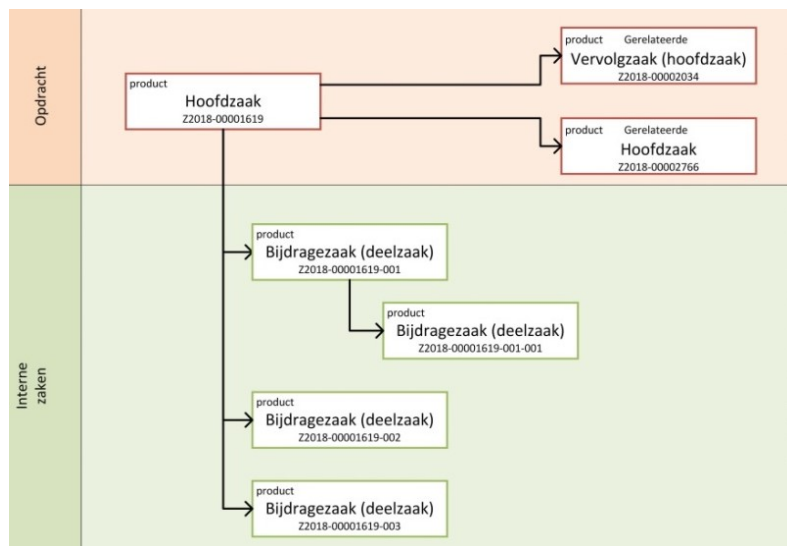 Opdracht
product
Hoofdzaak
Z2018-00001619
product Gerelateerde
Vervolgzaak (hoofdzaak)
Z2018-00002034
product Gerelateerde
Hoofdzaak
Z2018-00002766
Interne
zaken
product
Bijdragezaak (deelzaak)
Z2018-00001619-001
product
Bijdragezaak (deelzaak)
Z2018-00001619-001-001
product
Bijdragezaak (deelzaak)
Z2018-00001619-002
product
Bijdragezaak (deelzaak)
Z2018-00001619-003